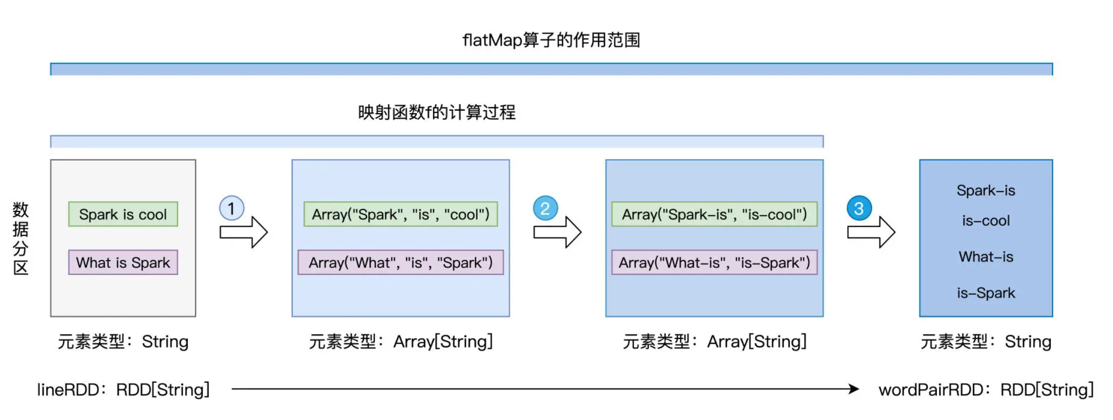 flatMap算子的作用范围
映射函数f的计算过程
数据分区
Spark is cool
What is Spark
1
Array("Spark", "is", "cool")
Array("What", "is", "Spark")
2
Array("Spark-is", "is-cool")
Array("What-is", "is-Spark")
3
Spark-is
is-cool
What-is
is-Spark
元素类型：String
元素类型：Array[String]
元素类型：Array[String]
元素类型：String
lineRDD：RDD[String]
wordPairRDD：RDD[String]